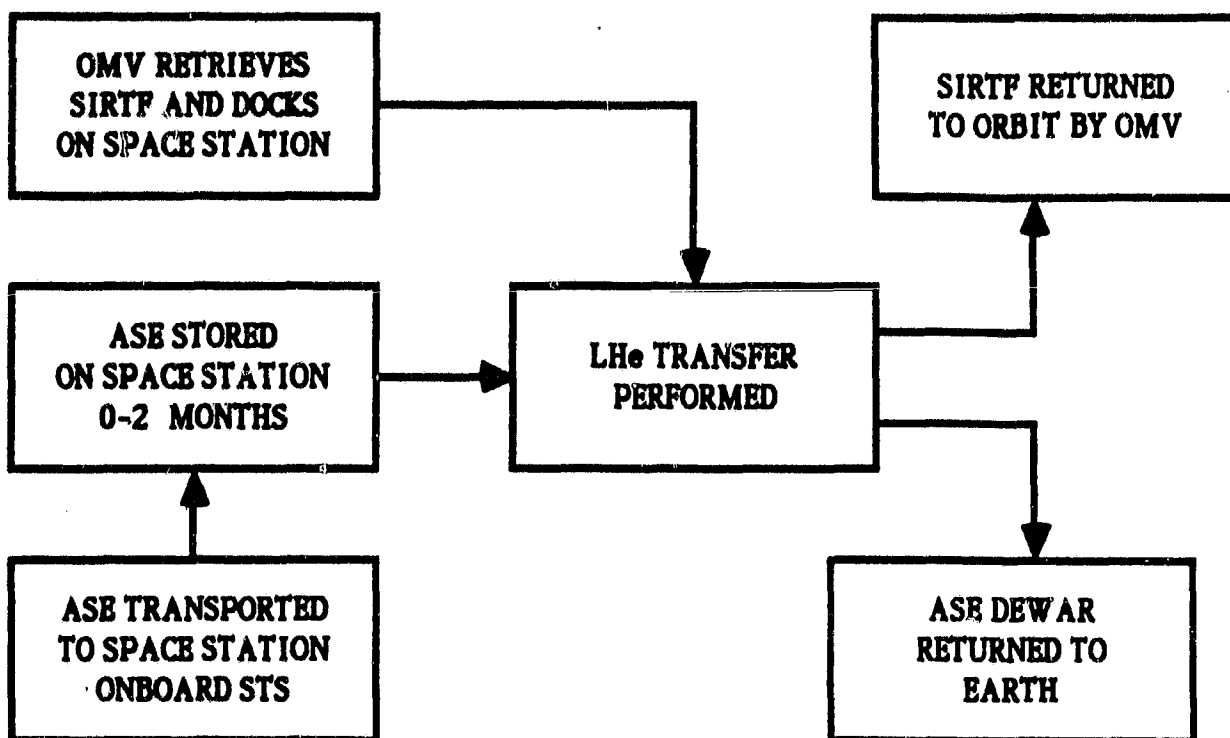 OMV RETRIEVES
SIRTF AND DOCKS
ON SPACE STATION
SIRTF RETURNED
TO ORBIT BY OMV
ASE STORED
ON SPACE STATION
0-2 MONTHS
LHe TRANSFER
PERFORMED
ASE TRANSPORTED
TO SPACE STATION
ONBOARD STS
ASE DEWAR
RETURNED TO
EARTH